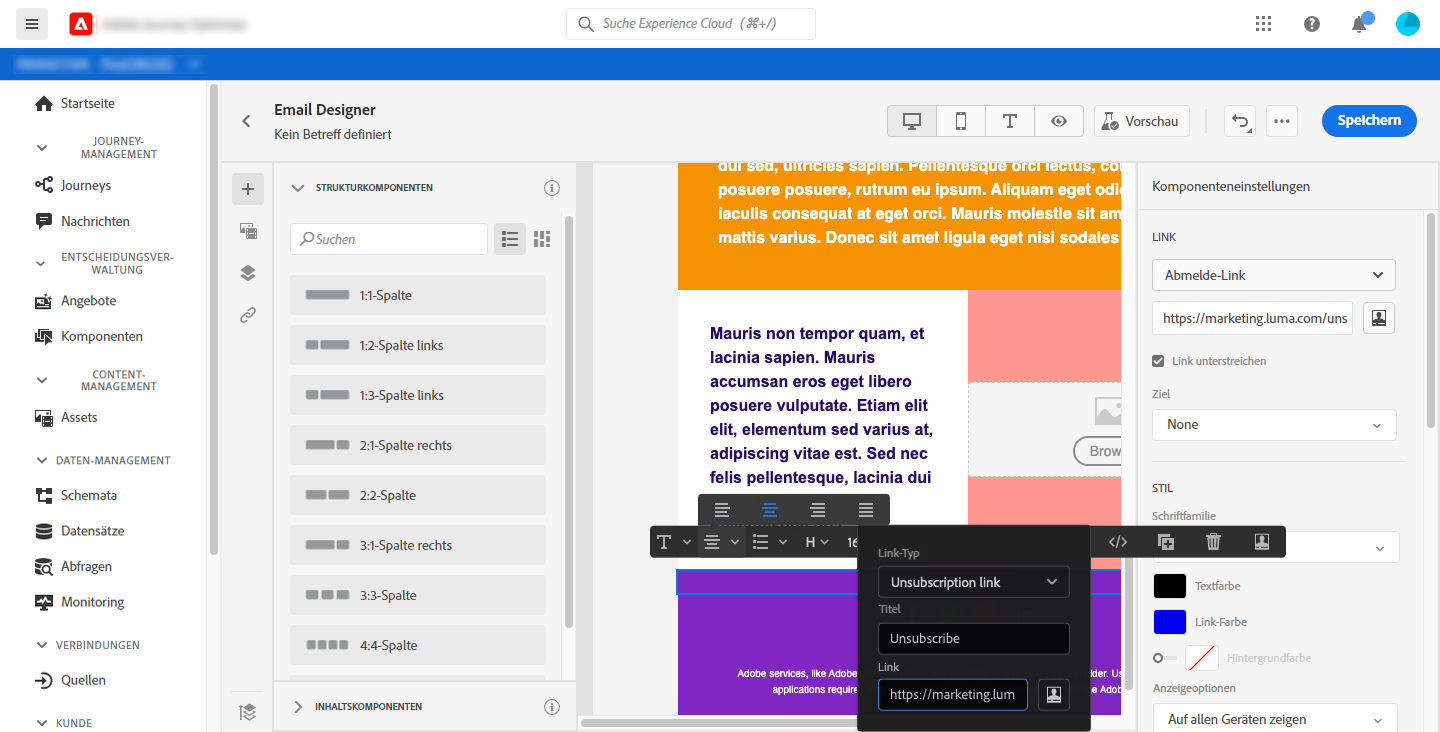 Suche Experience Cloud (⌘+/)
Startseite
JOURNEY-
MANAGEMENT
Journeys
Nachrichten
ENTSCHEIDUNGSVER-
WALTUNG
Angebote
Komponenten
CONTENT-
MANAGEMENT
Assets
DATEN-MANAGEMENT
Schemata
Datensätze
Abfragen
Monitoring
VERBINDUNGEN
Quellen
KUNDE
Email Designer
Kein Betreff definiert
Vorschau
Speichern
STRUKTURKOMPONENTEN
Suchen
1:1-Spalte
1:2-Spalte links
1:3-Spalte links
2:1-Spalte rechts
2:2-Spalte
3:1-Spalte rechts
3:3-Spalte
4:4-Spalte
INHALTSKOMPONENTEN
dui sed, ultricies sapien. Pellentesque orci lectus,
posuere posuere, rutrum eu ipsum. Aliquam eget
iaculis consequat at eget orci. Mauris molestie sit am
mattis varius. Donec sit amet ligula eget nisi sodales
Mauris non tempor quam, et
lacinia sapien. Mauris
accumsan eros eget libero
posuere vulputate. Etiam elit
elit, elementum sed varius at,
adipiscing vitae est. Sed nec
felis pellentesque, lacinia dui
Brow
H
16
Link-Typ
Unsubscription link
Titel
Unsubscribe
Link
https://marketing.lum
Adobe services, like Adobe
applications require
der. Us
Adob
Komponenteneinstellungen
LINK
Abmelde-Link
https://marketing.luma.com/uns
Link unterstreichen
Ziel
None
STIL
Schriftfamilie
Textfarbe
Link-Farbe
Hintergrundfarbe
Anzeigeoptionen
Auf allen Geräten zeigen